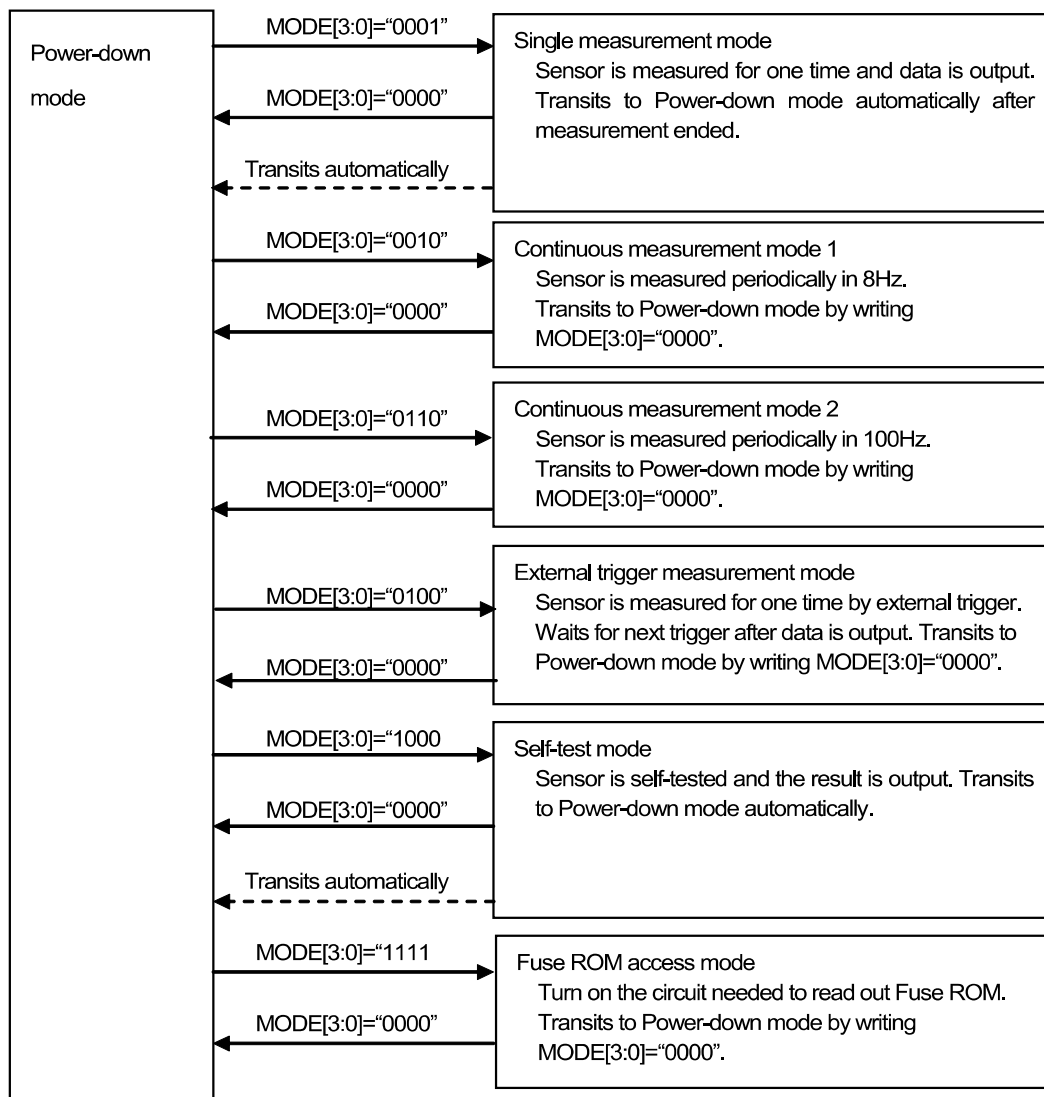 Power-down
mode
MODE[3:0]=“0001”
MODE[3:0]=“0000”
Transits automatically
Single measurement mode
Sensor is measured for one time and data is output.
Transits to Power-down mode automatically after
measurement ended.
MODE[3:0]=“0010”
MODE[3:0]=“0000”
Continuous measurement mode 1
Sensor is measured periodically in 8Hz.
Transits to Power-down mode by writing
MODE[3:0]=“0000”.
MODE[3:0]=“0110”
MODE[3:0]=“0000”
Continuous measurement mode 2
Sensor is measured periodically in 100Hz.
Transits to Power-down mode by writing
MODE[3:0]=“0000”.
MODE[3:0]=“0100”
MODE[3:0]=“0000”
External trigger measurement mode
Sensor is measured for one time by external trigger.
Waits for next trigger after data is output. Transits to
Power-down mode by writing MODE[3:0]=“0000”.
MODE[3:0]=“1000
MODE[3:0]=“0000”
Transits automatically
Self-test mode
Sensor is self-tested and the result is output. Transits
to Power-down mode automatically.
MODE[3:0]=“1111
MODE[3:0]=“0000”
Fuse ROM access mode
Turn on the circuit needed to read out Fuse ROM.
Transits to Power-down mode by writing
MODE[3:0]=“0000”.